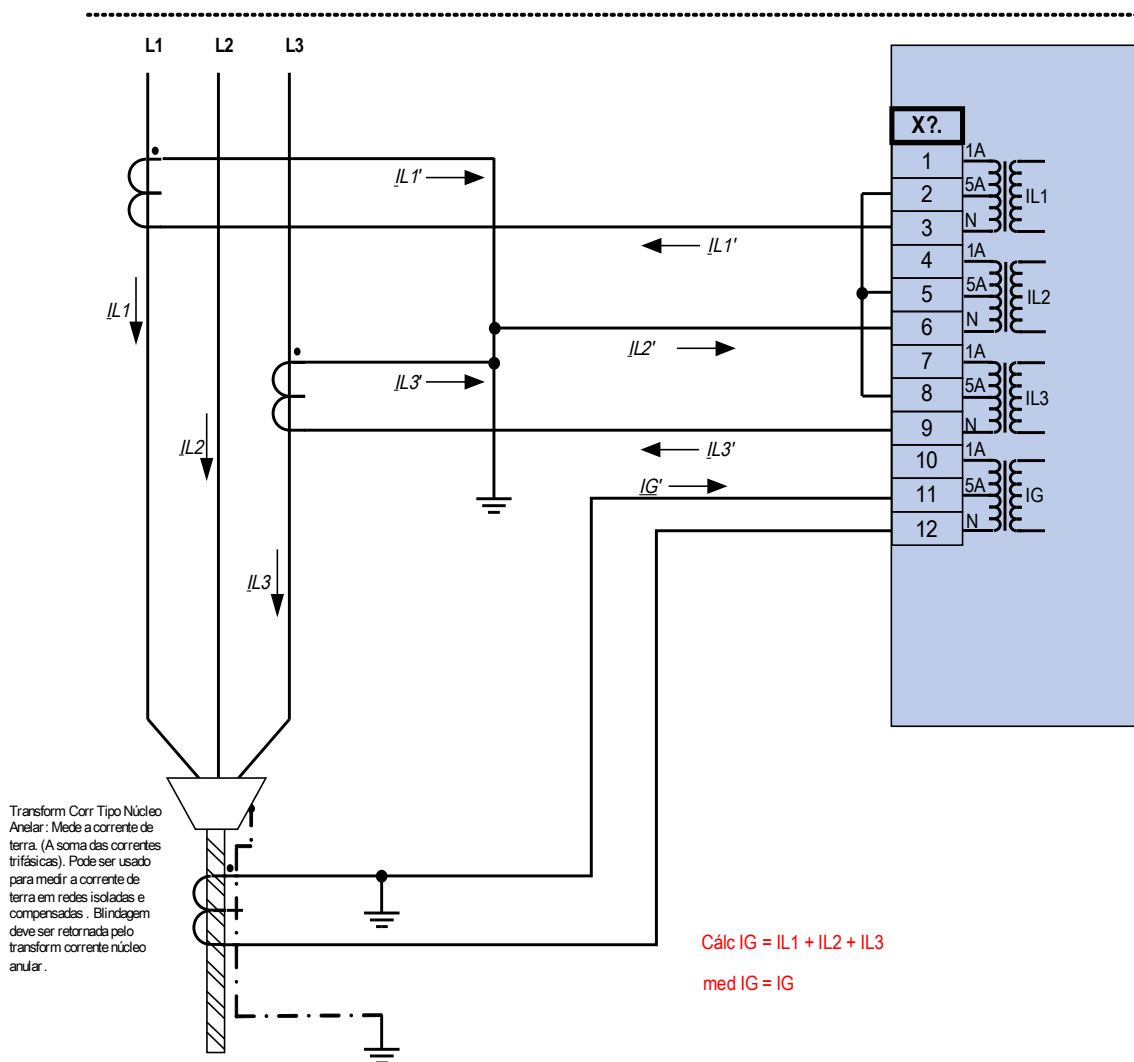 L1 L2 L3
X?.
1 1A
2 5A IL1
3 N
4 1A
5 5A IL2
6 N
7 1A
8 5A IL3
9 N
10 1A
11 5A IG
12 N
IL1'
IL1'
IL1
IL2'
IL3'
IL2
IL3'
IG'
IL3
Transform Corr Tipo Núcleo
Anelar: Mede a corrente de
terra. (A soma das correntes
trifásicas). Pode ser usado
para medir a corrente de
terra em redes isoladas e
compensadas . Blindagem
deve ser retornada pelo
transform corrente núcleo
anular .
Cálc IG = IL1 + IL2 + IL3
med IG = IG